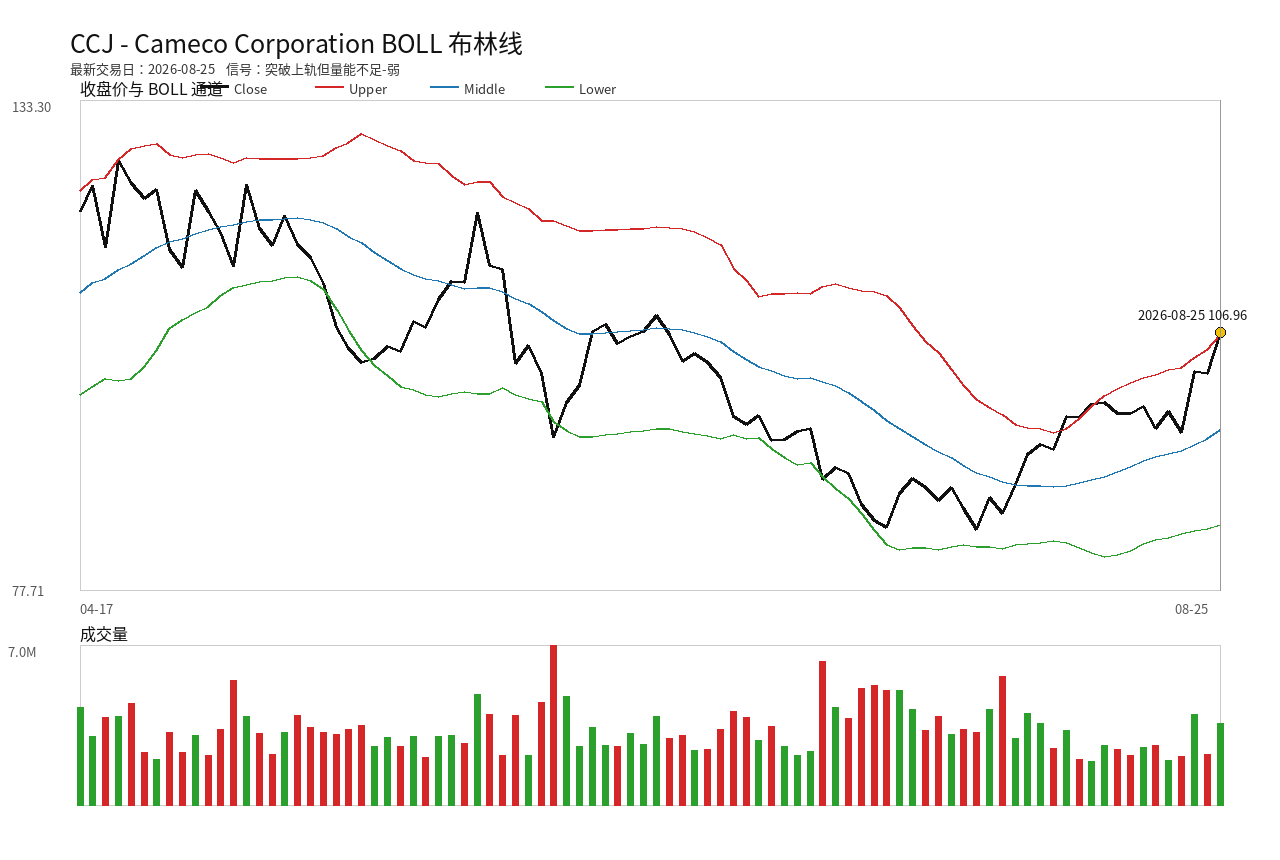 CCJ - Cameco Corporation BOLL 布林线
最新交易日：2026-08-25 信号：突破上轨但量能不足-弱
收盘价与 BOLL 通道 Close Upper Middle Lower
133.30
2026-08-25 106.96
77.71
04-17 08-25
成交量
7.0M